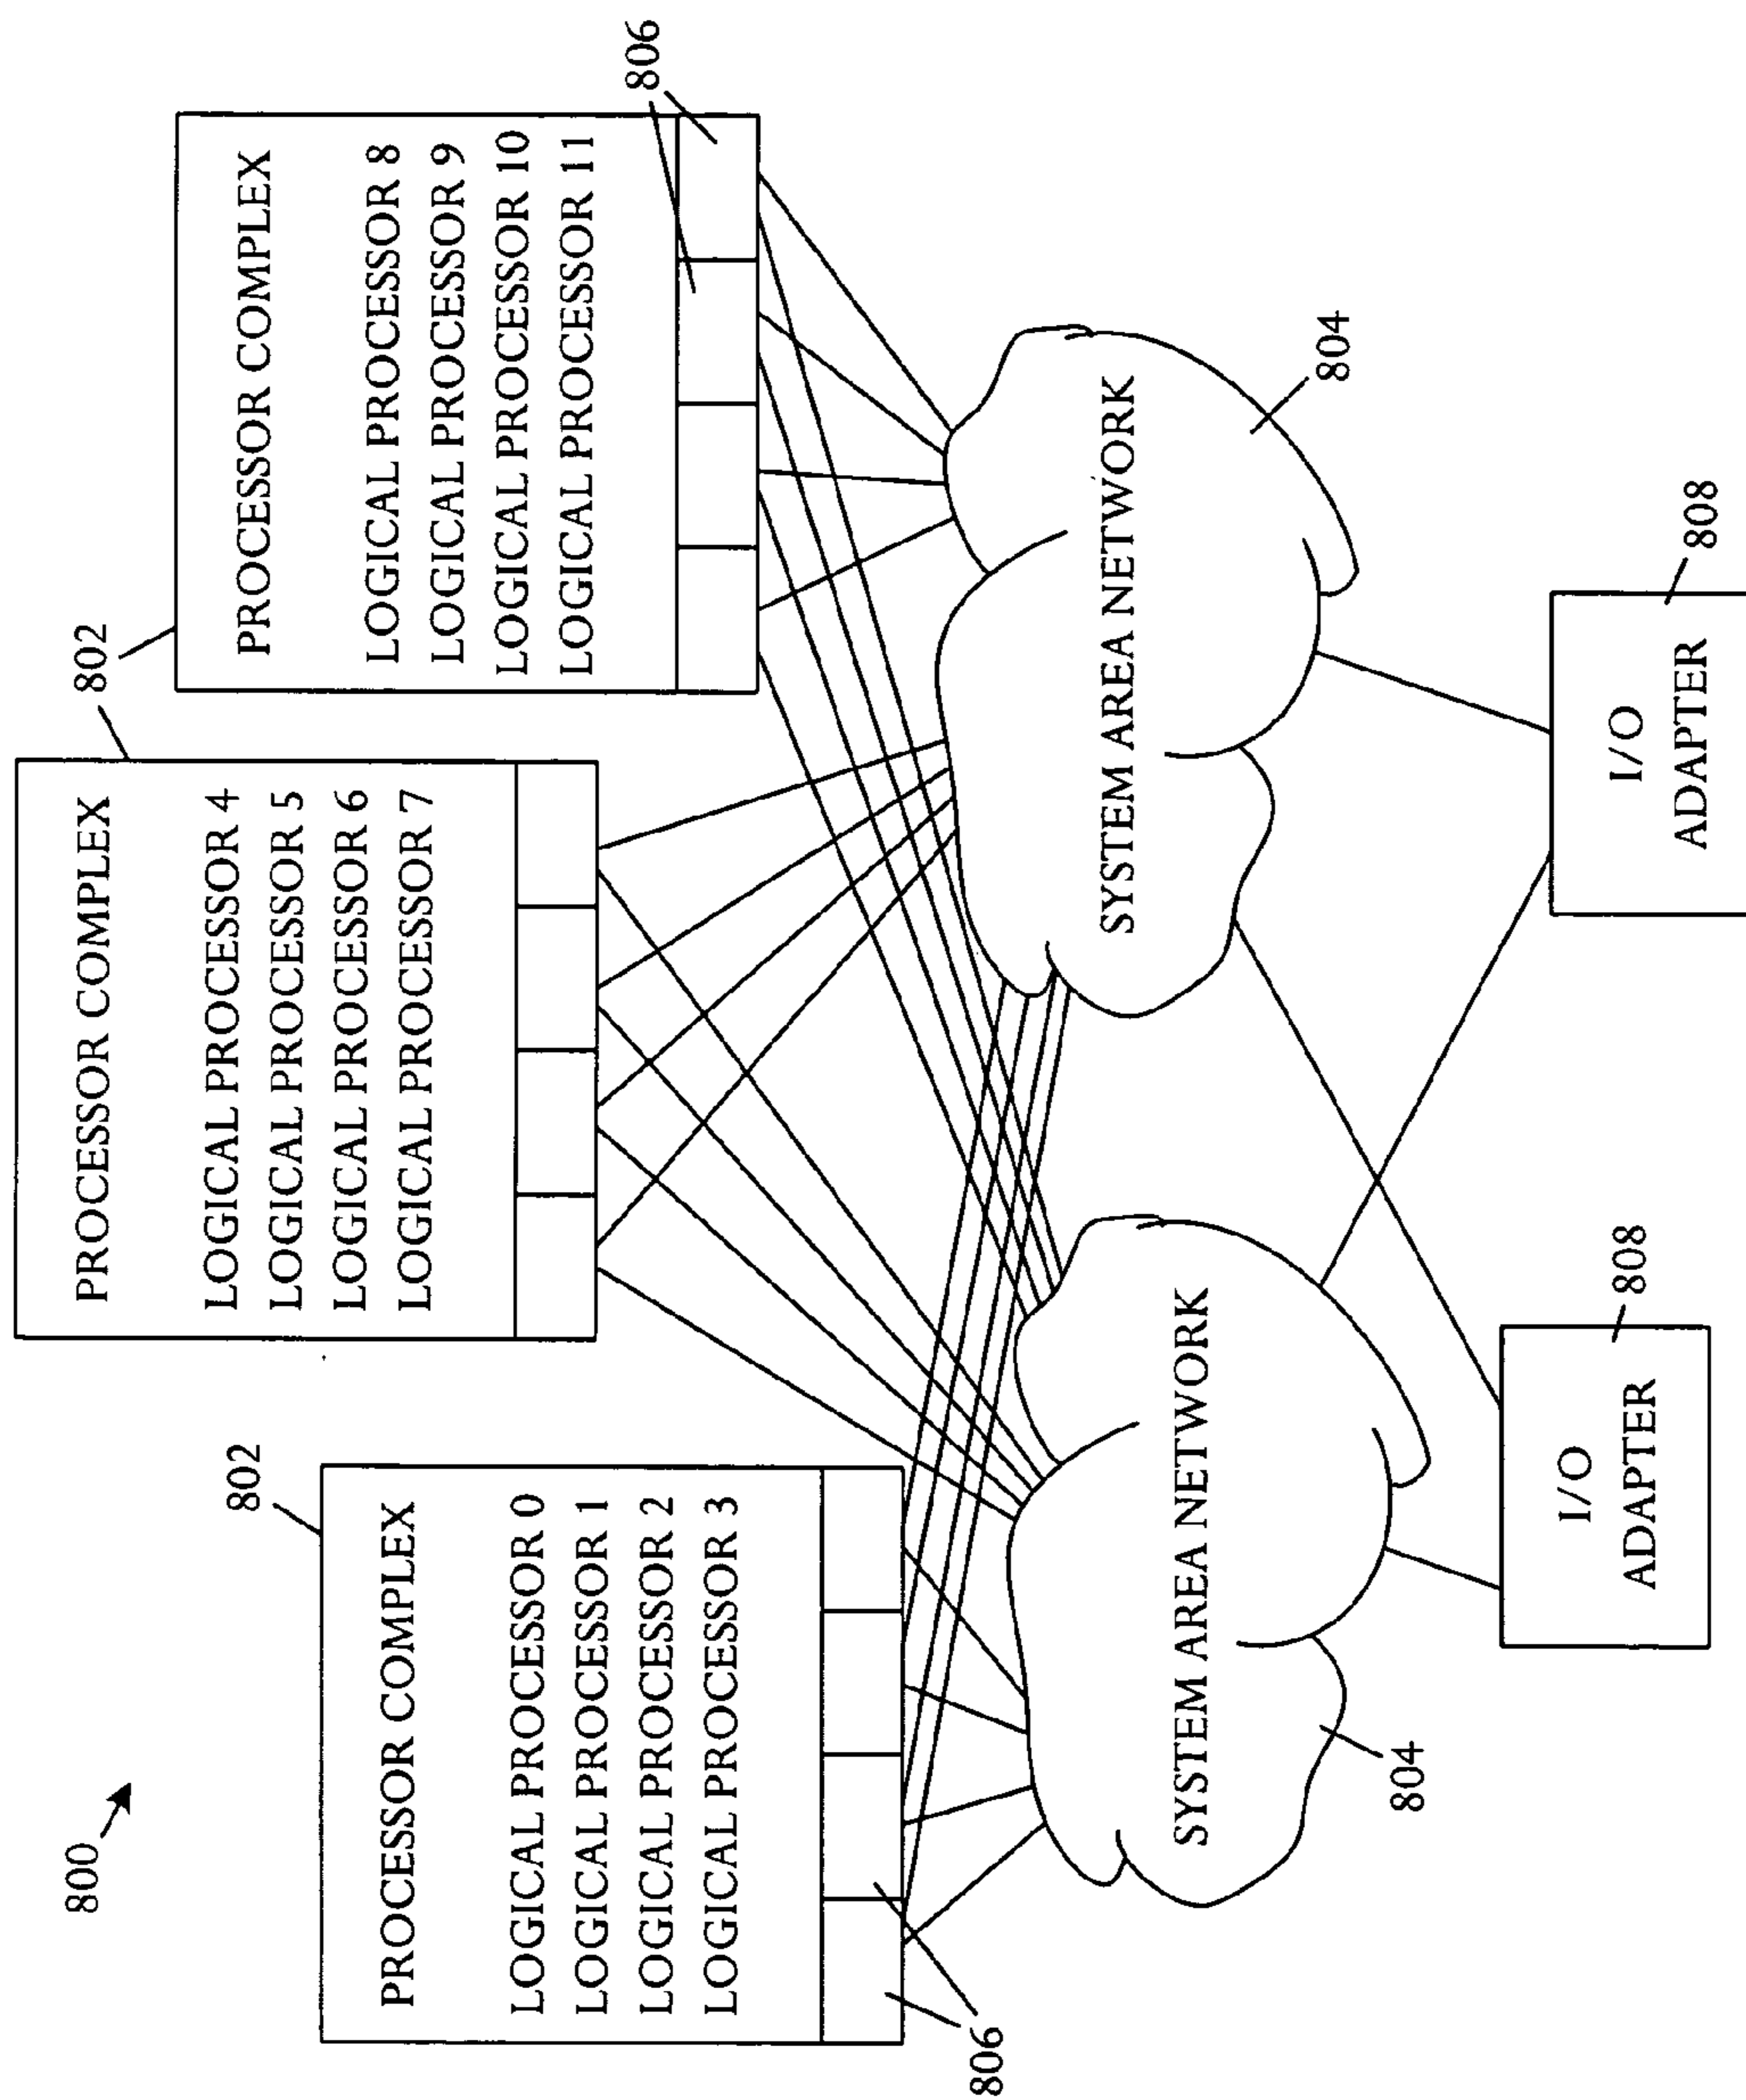 800
802
PROCESSOR COMPLEX
LOGICAL PROCESSOR 0
LOGICAL PROCESSOR 1
LOGICAL PROCESSOR 2
LOGICAL PROCESSOR 3
806
802
PROCESSOR COMPLEX
LOGICAL PROCESSOR 4
LOGICAL PROCESSOR 5
LOGICAL PROCESSOR 6
LOGICAL PROCESSOR 7
PROCESSOR COMPLEX
LOGICAL PROCESSOR 8
LOGICAL PROCESSOR 9
LOGICAL PROCESSOR 10
LOGICAL PROCESSOR 11
806
SYSTEM AREA NETWORK
804
SYSTEM AREA NETWORK
804
I/O
ADAPTER
808
I/O
ADAPTER
808